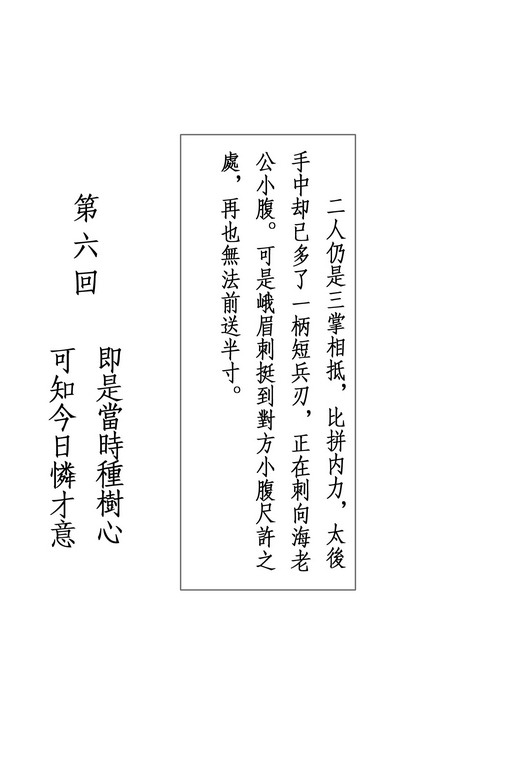 二人仍是三掌相抵，比拼内力，太後
手中却已多了一柄短兵刃，正在刺向海老
公小腹。可是峨眉刺挺到對方小腹尺許之
處，再也無法前送半寸。
第六回
即是當時種樹心
可知今日憐才意